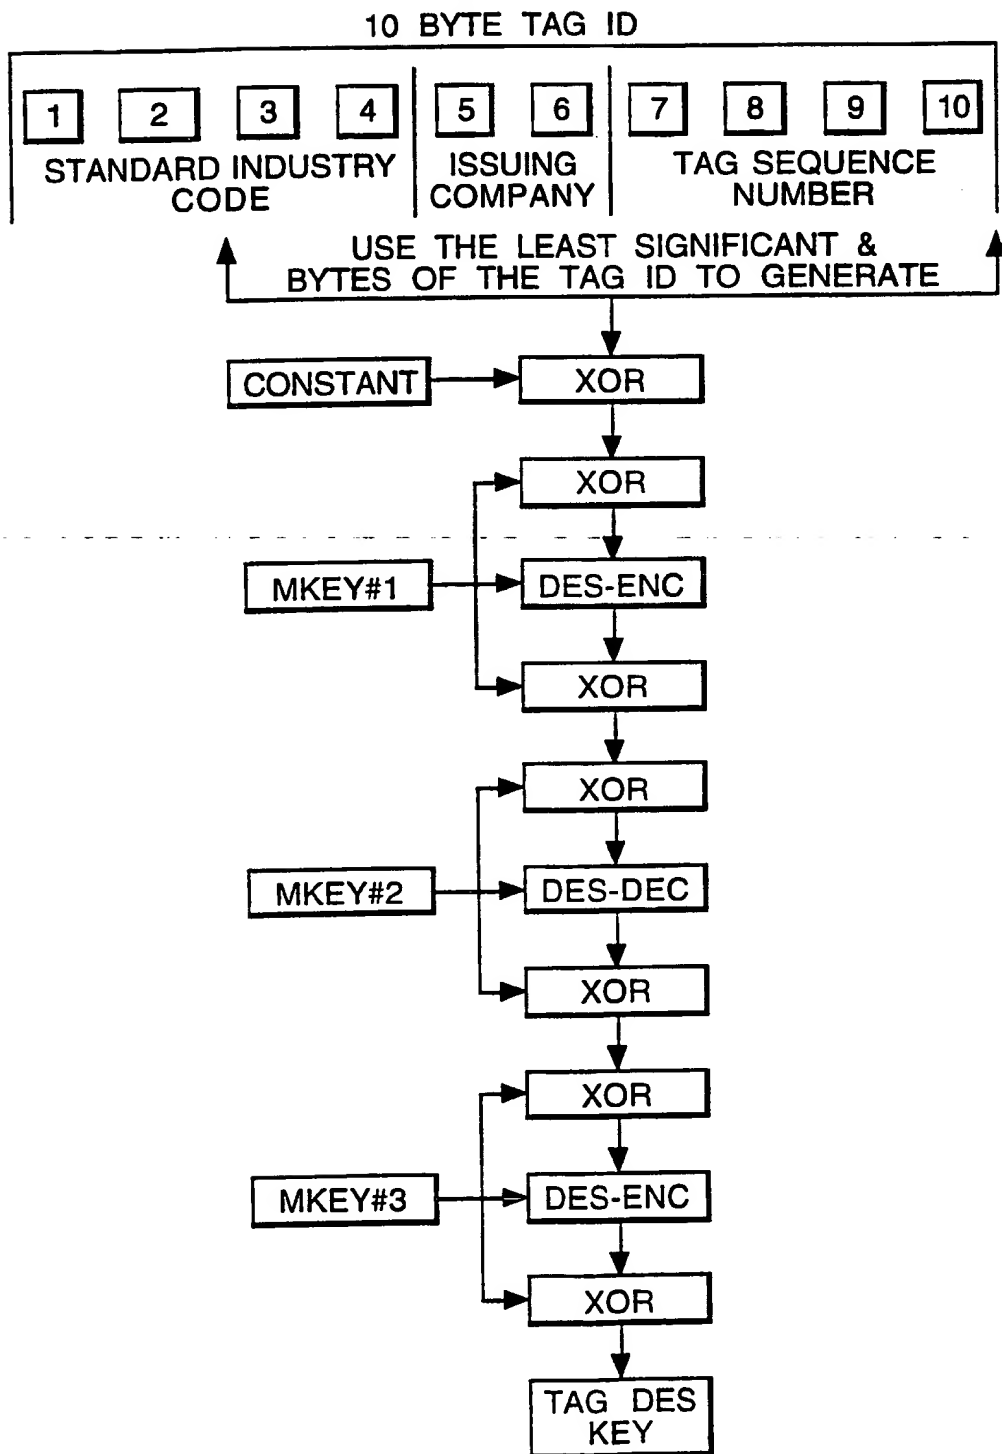 10 BYTE TAG ID
1 2 3 4 5 6 7 8 9 10
STANDARD INDUSTRY
CODE
ISSUING
COMPANY
TAG SEQUENCE
NUMBER
USE THE LEAST SIGNIFICANT &
BYTES OF THE TAG ID TO GENERATE
CONSTANT
XOR
XOR
MKEY#1
DES-ENC
XOR
XOR
MKEY#2
DES-DEC
XOR
XOR
MKEY#3
DES-ENC
XOR
TAG DES
KEY